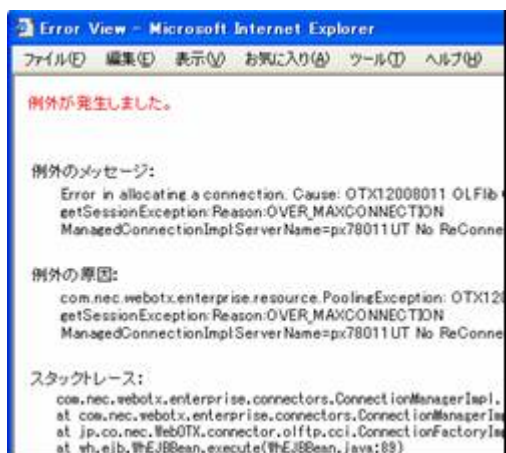 Error View - Microsoft Internet Explorer
ファイル(F) 編集(E) 表示(V) お気に入り(A) ツール(T) ヘルプ(H)
例外が発生しました。
例外のメッセージ:
Error in allocating a connection. Cause: OTX12008011 OLFlib
getSessionException:Reason:OVER_MAXCONNECTION
ManagedConnectionImpl:ServerName=px78011UT No ReConne
例外の原因:
com.nec.webotx.enterprise.resource.PoolingException: OTX120
getSessionException:Reason:OVER_MAXCONNECTION
ManagedConnectionImpl:ServerName=px78011UT No ReConne
スタックトレース:
com.nec.webotx.enterprise.connectors.ConnectionManagerImpl.
at com.nec.webotx.enterprise.connectors.ConnectionManagerIm
at jp.co.nec.WebOTX.connector.olftp.cci.ConnectionFactoryIm
at wh.ejb.WhEJBBean.execute(WhEJBBean.java:89)